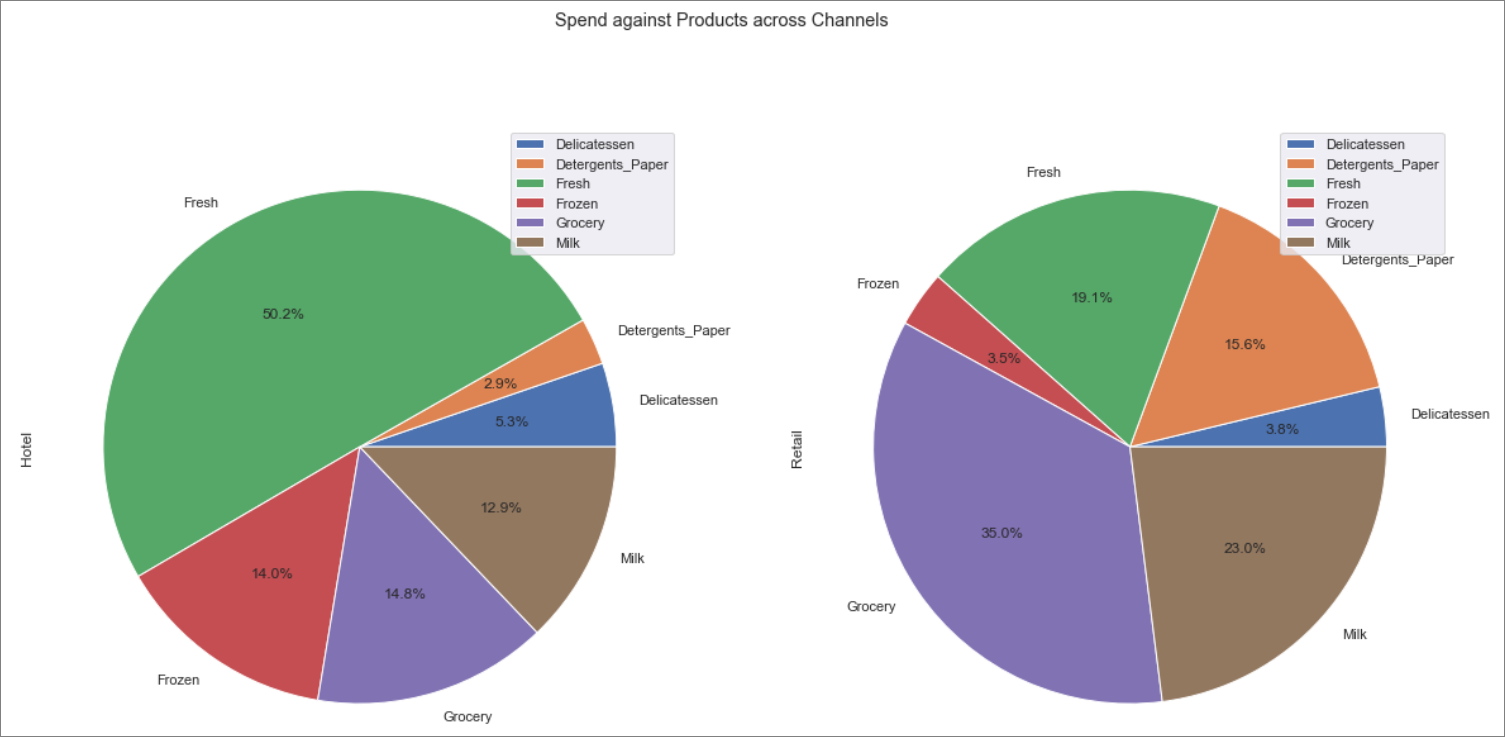 Spend against Products across Channels
Delicatessen
Detergents_Paper
Fresh
Frozen
Grocery
Milk
Fresh
50.2%
Detergents_Paper
2.9%
Delicatessen
5.3%
Hotel
12.9%
Milk
14.0%
14.8%
Frozen
Grocery
Delicatessen
Detergents_Paper
Fresh
Frozen
Grocery
Milk
Fresh
Detergents_Paper
Frozen
19.1%
15.6%
3.5%
Delicatessen
3.8%
Retail
35.0%
23.0%
Grocery
Milk